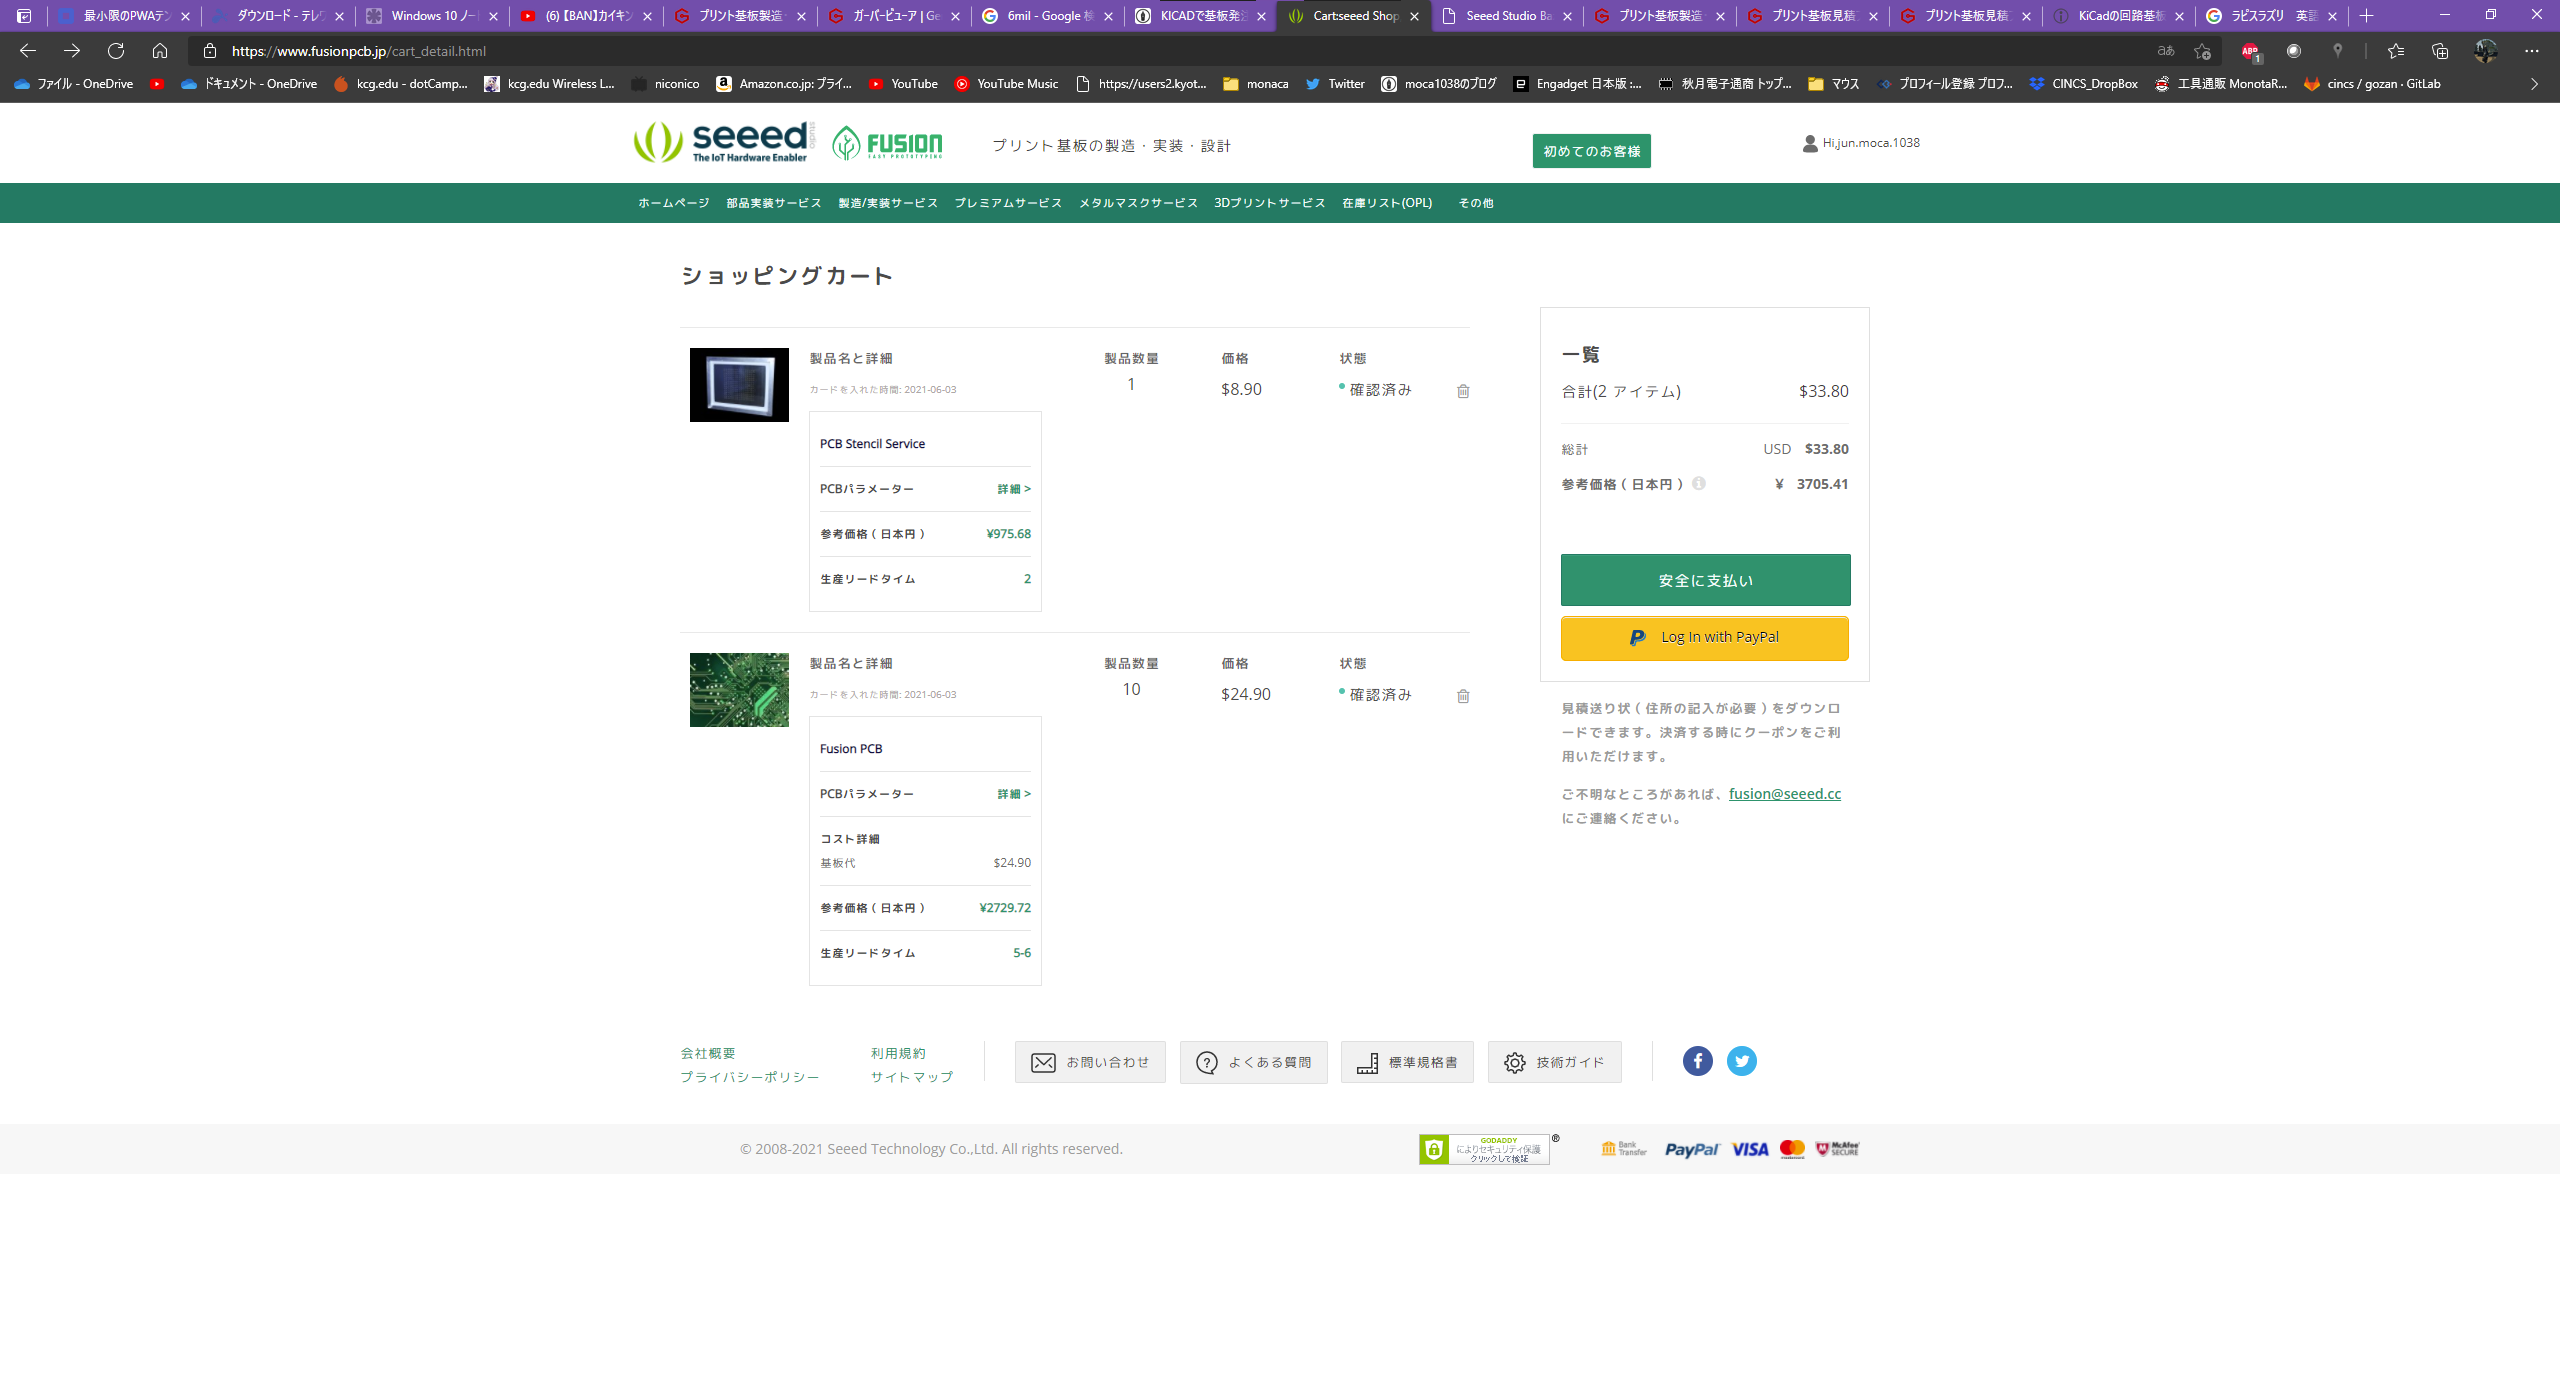 最小限のPWAテン
ダウンロード - テレワ
Windows 10 ノー
(6) 【BAN】カイキン
プリント基板製造・
ガーバービューア | Ge
6mil - Google 検
KICADで基板発注
Cart:seeed Shop
Seeed Studio Ba
プリント基板製造・
プリント基板見積フ
プリント基板見積フ
KiCadの回路基板
ラピスラズリ 英語
https://www.fusionpcb.jp/cart_detail.html
ファイル - OneDrive
ドキュメント - OneDrive
kcg.edu - dotCamp...
kcg.edu Wireless L...
niconico
Amazon.co.jp: プライ...
YouTube
YouTube Music
https://users2.kyot...
monaca
Twitter
moca1038のブログ
Engadget 日本版 :...
秋月電子通商 トップ...
マウス
プロフィール登録 プロフ...
CINCS_DropBox
工具通販 MonotaR...
cincs / gozan · GitLab
seeed studio
The IoT Hardware Enabler
FUSION
EASY PROTOTYPING
プリント基板の製造・実装・設計
初めてのお客様
Hi,jun.moca.1038
ホームページ 部品実装サービス 製造/実装サービス プレミアムサービス メタルマスクサービス 3Dプリントサービス 在庫リスト(OPL) その他
ショッピングカート
製品名と詳細 製品数量 価格 状態
カードを入れた時間: 2021-06-03 1 $8.90 確認済み
PCB Stencil Service
PCBパラメーター 詳細 >
参考価格 ( 日本円 ) ¥975.68
生産リードタイム 2
製品名と詳細 製品数量 価格 状態
カードを入れた時間: 2021-06-03 10 $24.90 確認済み
Fusion PCB
PCBパラメーター 詳細 >
コスト詳細
基板代 $24.90
参考価格 ( 日本円 ) ¥2729.72
生産リードタイム 5-6
一覧
合計(2 アイテム) $33.80
総計 USD $33.80
参考価格 ( 日本円 ) ¥ 3705.41
安全に支払い
Log In with PayPal
見積送り状 ( 住所の記入が必要 ) をダウンロ
ードできます。決済する時にクーポンをご利
用いただけます。
ご不明なところがあれば、fusion@seeed.cc
にご連絡ください。
会社概要 利用規約
プライバシーポリシー サイトマップ
お問い合わせ
よくある質問
標準規格書
技術ガイド
© 2008-2021 Seeed Technology Co.,Ltd. All rights reserved.
GODADDY
によりセキュリティ保護
クリックして検証
®
Bank Transfer
PayPal
VISA
mastercard
McAfee SECURE